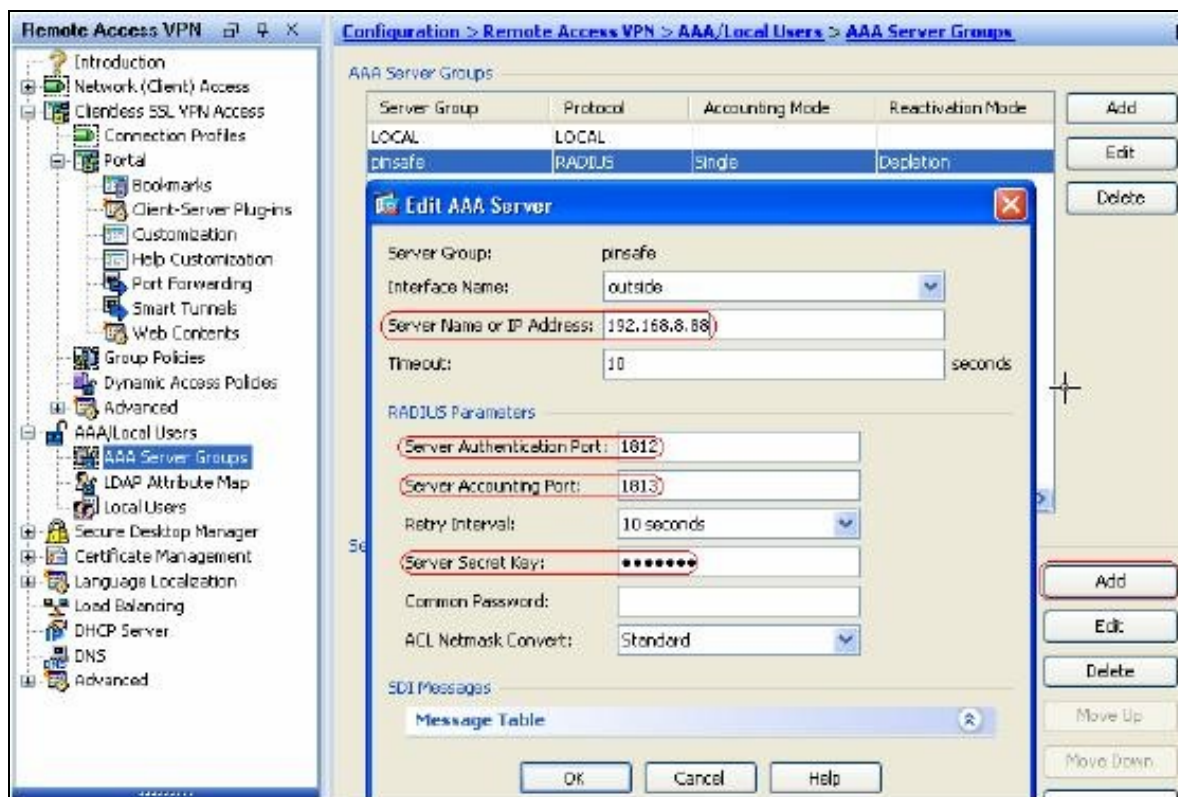 Remote Access VPN
Introduction
Network (Client) Access
Clientless SSL VPN Access
Connection Profiles
Portal
Bookmarks
Client-Server Plug-ins
Customization
Help Customization
Port Forwarding
Smart Tunnels
Web Contents
Group Policies
Dynamic Access Policies
Advanced
AAA/Local Users
AAA Server Groups
LDAP Attribute Map
Local Users
Secure Desktop Manager
Certificate Management
Language Localization
Load Balancing
DHCP Server
DNS
Advanced
Configuration > Remote Access VPN > AAA/Local Users > AAA Server Groups
AAA Server Groups
Server Group Protocol Accounting Mode Reactivation Mode
LOCAL LOCAL
pinsafe RADIUS Single Depletion
Add
Edit
Delete
Edit AAA Server
Server Group: pinsafe
Interface Name: outside
Server Name or IP Address: 192.168.8.88
Timeout: 10 seconds
RADIUS Parameters
Server Authentication Port: 1812
Server Accounting Port: 1813
Retry Interval: 10 seconds
Server Secret Key: •••••••
Common Password:
ACL Netmask Convert: Standard
SDI Messages
Message Table
OK Cancel Help
Se
Add
Edit
Delete
Move Up
Move Down